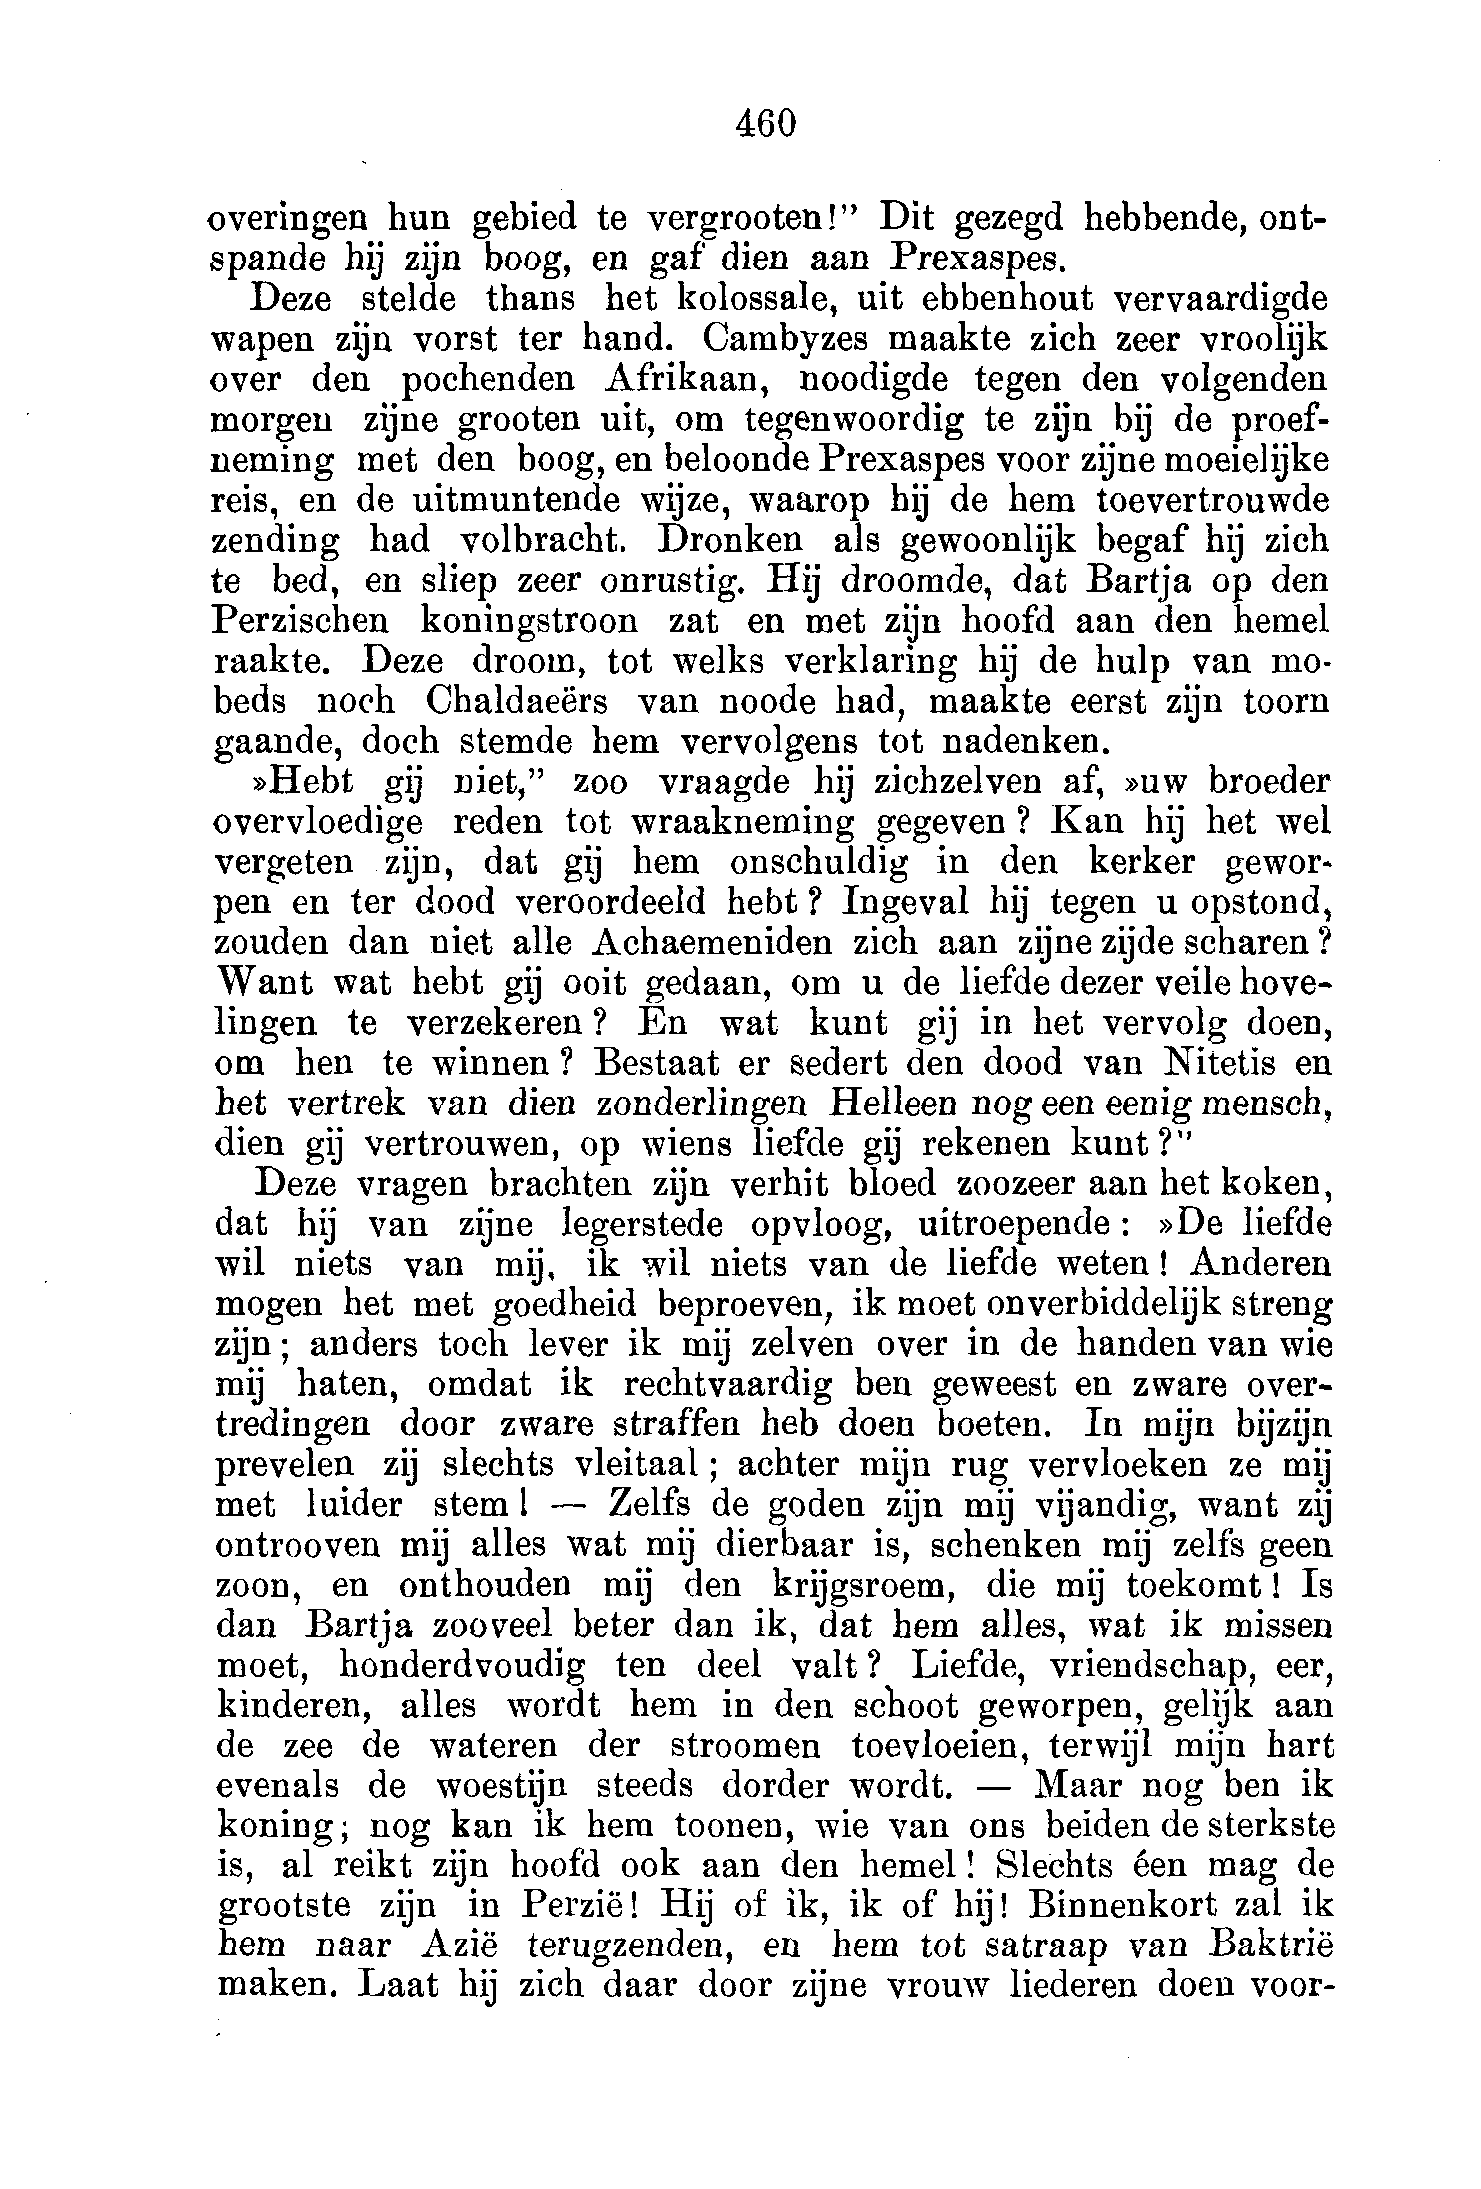 460
overingen hun gebied te vergrooten!” Dit gezegd hebbende, ont-
spande hij zijn boog, en gaf dien aan Prexaspes.
Deze stelde thans het kolossale, uit ebbenhout vervaardigde
wapen zijn vorst ter hand. Cambyzes maakte zich zeer vroolijk
over den pochenden Afrikaan, noodigde tegen den volgenden
morgen zijne grooten uit, om tegenwoordig te zijn bij de proef-
neming met den boog, en beloonde Prexaspes voor zijne moeielijke
reis, en de uitmuntende wijze, waarop hij de hem toevertrouwde
zending had volbracht. Dronken als gewoonlijk begaf hij zich
te bed, en sliep zeer onrustig. Hij droomde, dat Bartja op den
Perzischen koningstroon zat en met zijn hoofd aan den hemel
raakte. Deze droom, tot welks verklaring hij de hulp van mo-
beds noch Chaldaeërs van noode had, maakte eerst zijn toorn
gaande, doch stemde hem vervolgens tot nadenken.
»Hebt gij niet,” zoo vraagde hij zichzelven af, »uw broeder
overvloedige reden tot wraakneming gegeven? Kan hij het wel
vergeten zijn, dat gij hem onschuldig in den kerker gewor-
pen en ter dood veroordeeld hebt? Ingeval hij tegen u opstond,
zouden dan niet alle Achaemeniden zich aan zijne zijde scharen?
Want wat hebt gij ooit gedaan, om u de liefde dezer veile hove-
lingen te verzekeren? En wat kunt gij in het vervolg doen,
om hen te winnen? Bestaat er sedert den dood van Nitetis en
het vertrek van dien zonderlingen Helleen nog een eenig mensch,
dien gij vertrouwen, op wiens liefde gij rekenen kunt?”
Deze vragen brachten zijn verhit bloed zoozeer aan het koken,
dat hij van zijne legerstede opvloog, uitroepende: »De liefde
wil niets van mij, ik wil niets van de liefde weten! Anderen
mogen het met goedheid beproeven, ik moet onverbiddelijk streng
zijn; anders toch lever ik mij zelven over in de handen van wie
mij haten, omdat ik rechtvaardig ben geweest en zware over-
tredingen door zware straffen heb doen boeten. In mijn bijzijn
prevelen zij slechts vleitaal; achter mijn rug vervloeken ze mij
met luider stem! — Zelfs de goden zijn mij vijandig, want zij
ontrooven mij alles wat mij dierbaar is, schenken mij zelfs geen
zoon, en onthouden mij den krijgsroem, die mij toekomt! Is
dan Bartja zooveel beter dan ik, dat hem alles, wat ik missen
moet, honderdvoudig ten deel valt? Liefde, vriendschap, eer,
kinderen, alles wordt hem in den schoot geworpen, gelijk aan
de zee de wateren der stroomen toevloeien, terwijl mijn hart
evenals de woestijn steeds dorder wordt. — Maar nog ben ik
koning; nog kan ik hem toonen, wie van ons beiden de sterkste
is, al reikt zijn hoofd ook aan den hemel! Slechts éen mag de
grootste zijn in Perzië! Hij of ik, ik of hij! Binnenkort zal ik
hem naar Azië terugzenden, en hem tot satraap van Baktrië
maken. Laat hij zich daar door zijne vrouw liederen doen voor-